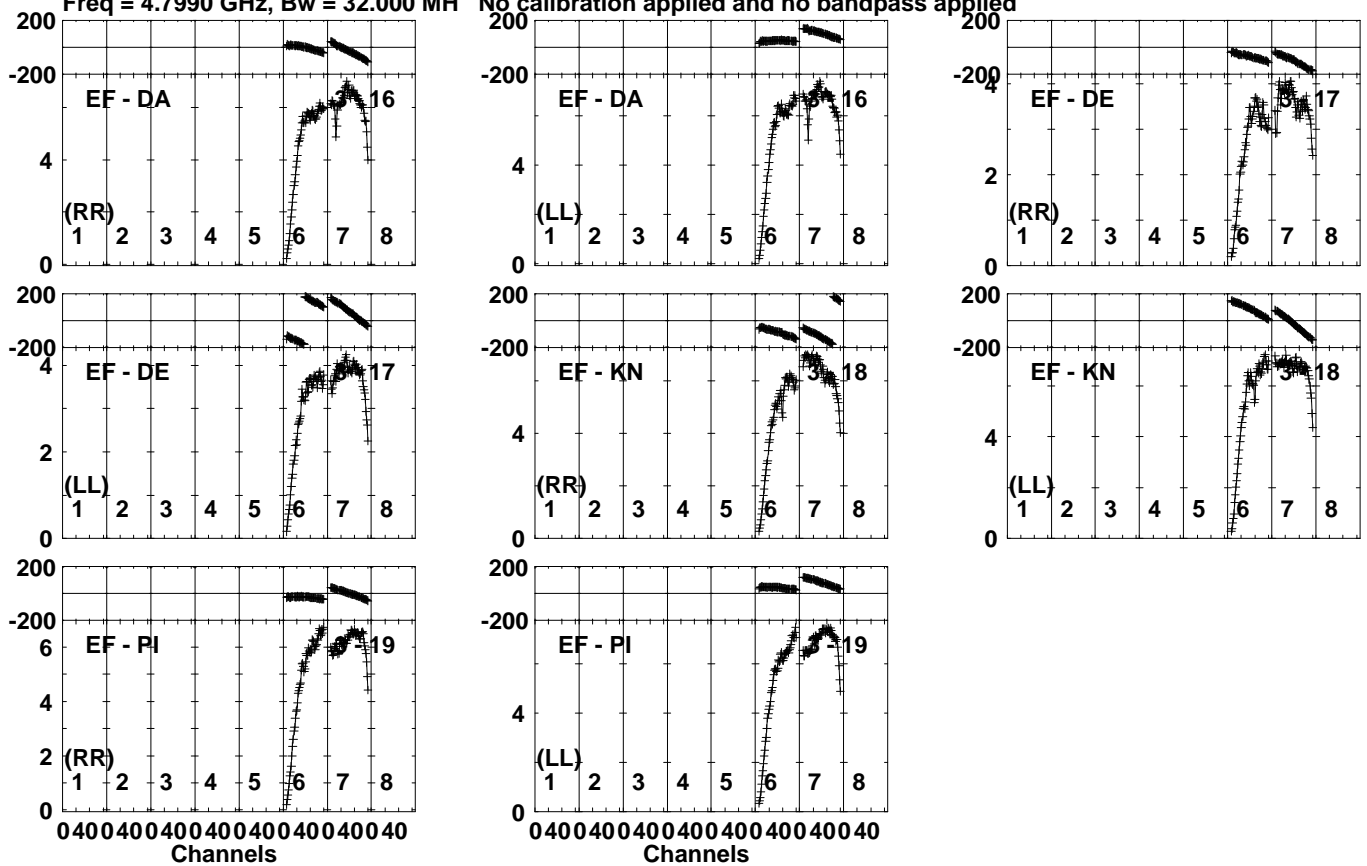 Freq = 4.7990 GHz, Bw = 32.000 MH No calibration applied and no bandpass applied
200 200 200
-200 -200 -200
EF - DA 3 - 16 EF - DA 3 - 16 4 EF - DE 3 - 17
4 4 2
(RR) (LL) (RR)
1 2 3 4 5 6 7 8 1 2 3 4 5 6 7 8 1 2 3 4 5 6 7 8
0 0 0
200 200 200
-200 -200 -200
4 EF - DE 3 - 17 EF - KN 3 - 18 EF - KN 3 - 18
2 4 4
(LL) (RR) (LL)
1 2 3 4 5 6 7 8 1 2 3 4 5 6 7 8 1 2 3 4 5 6 7 8
0 0 0
200 200
-200 -200
6 EF - PI 3 - 19 EF - PI 3 - 19
4 4
2 2
(RR) (LL)
1 2 3 4 5 6 7 8 1 2 3 4 5 6 7 8
0 0
0 40 0 40 0 40 0 40 0 40 0 40 0 40 0 40 0 40 0 40 0 40 0 40 0 40 0 40 0 40 0 40
Channels Channels